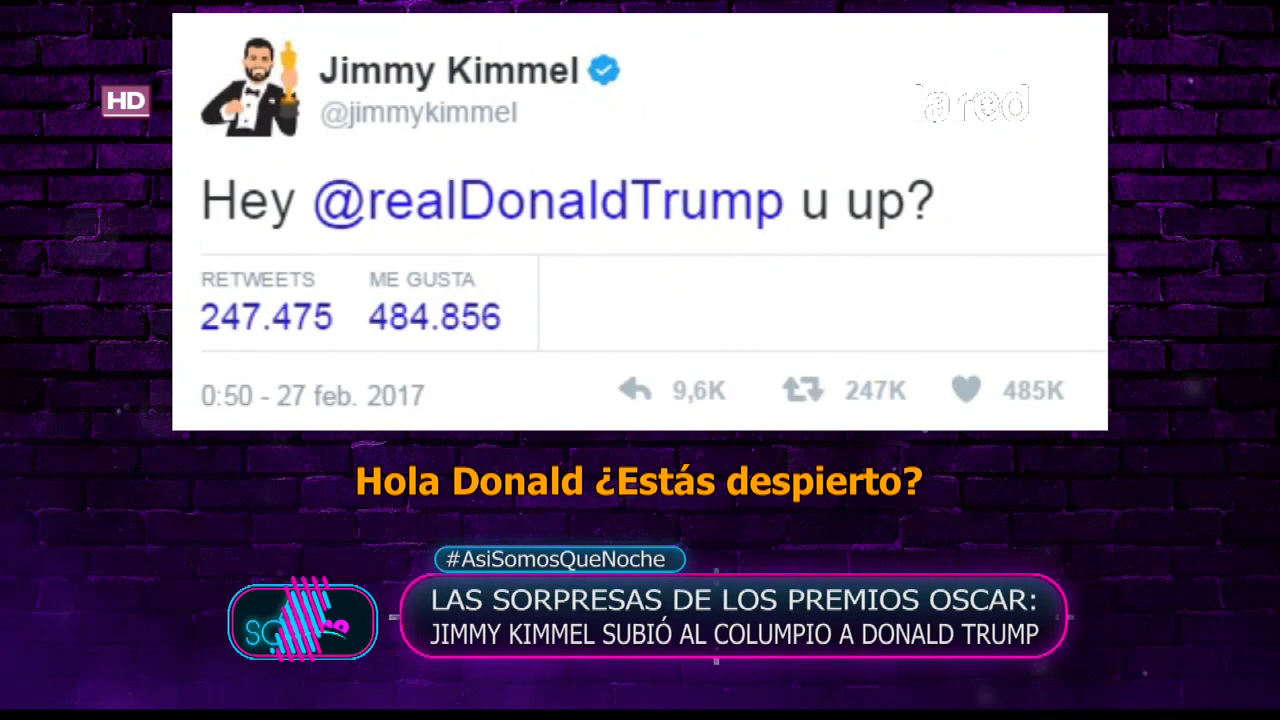 Jimmy Kimmel
@jimmykimmel
HD
lared
Hey @realDonaldTrump u up?
RETWEETS ME GUSTA
247.475 484.856
0:50 - 27 feb. 2017 9,6K 247K 485K
Hola Donald ¿Estás despierto?
#AsiSomosQueNoche
LAS SORPRESAS DE LOS PREMIOS OSCAR:
JIMMY KIMMEL SUBIÓ AL COLUMPIO A DONALD TRUMP